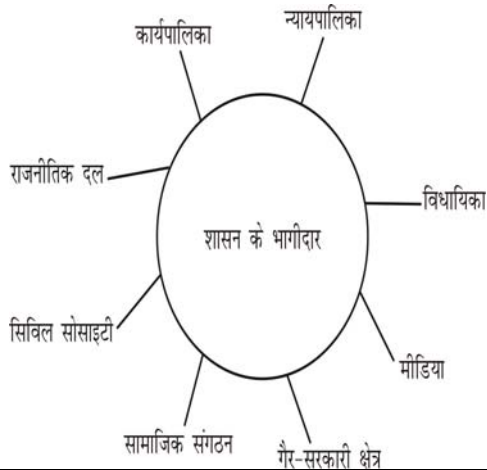 न्यायपालिका
कार्यपालिका
राजनीतिक दल
विधायिका
शासन के भागीदार
सिविल सोसाइटी
मीडिया
सामाजिक संगठन
गैर-सरकारी क्षेत्र